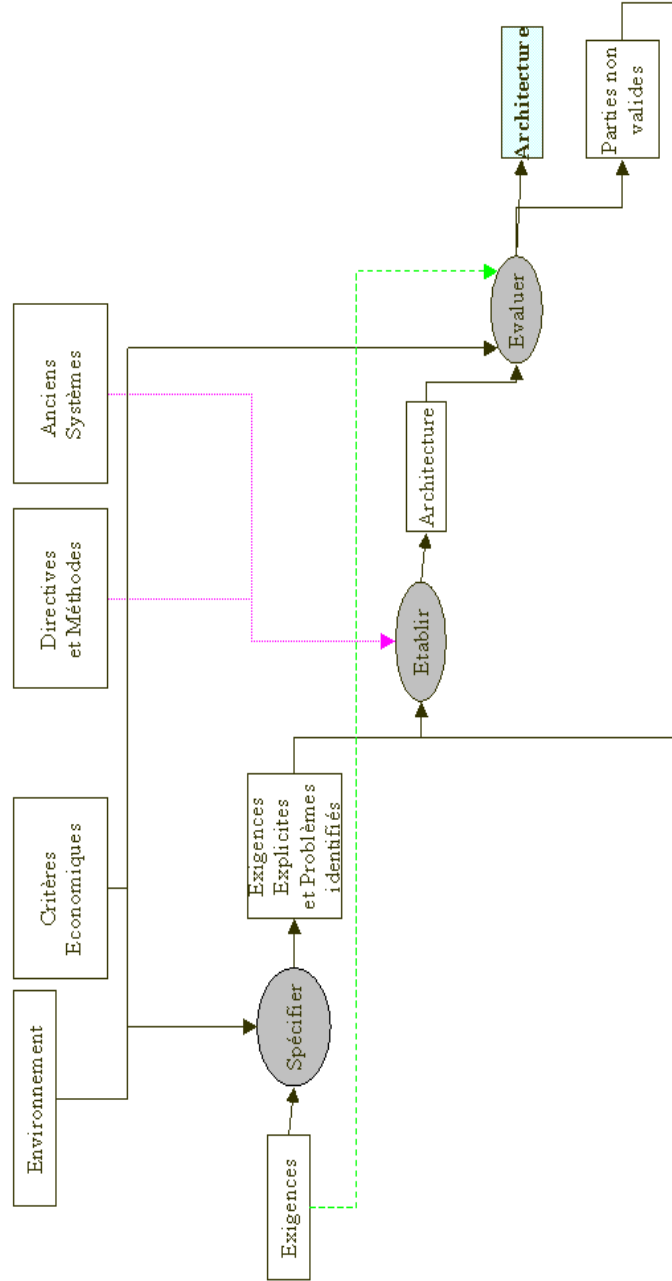 Environnement
Critères
Economiques
Directives
et Méthodes
Anciens
Systèmes
Exigences
Spécifier
Exigences
Explicites
et Problèmes
identifiés
Etablir
Architecture
Evaluer
Architecture
Parties non
valides